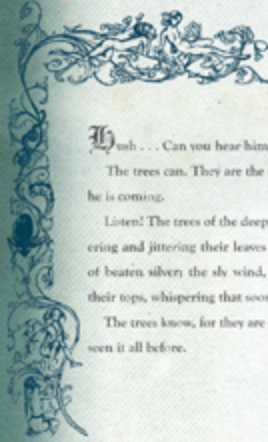 Hush . . . Can you hear him
The trees can. They are the
he is coming.
Listen! The trees of the deep
ering and jittering their leaves
of beaten silver; the sly wind,
their tops, whispering that soon
The trees know, for they are
seen it all before.